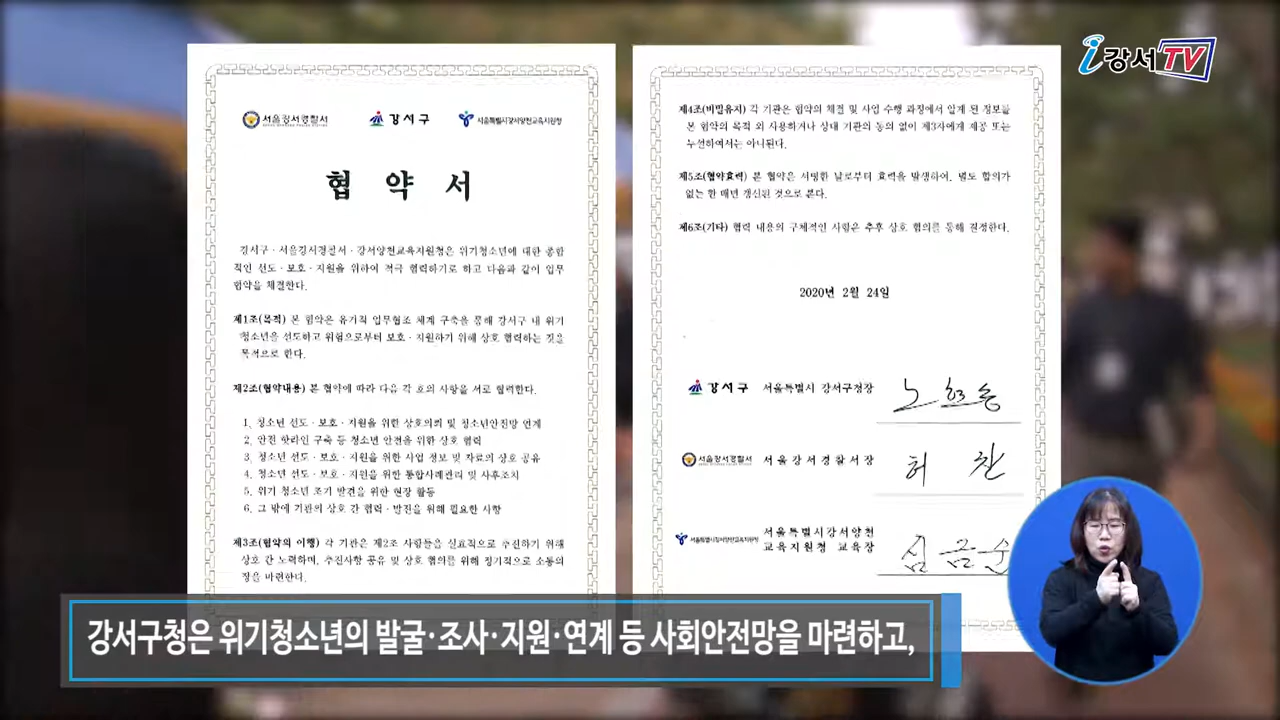 i강서TV
서울강서경찰서 강서구 서울특별시강서양천교육지원청
협 약 서
강서구 · 서울강서경찰서 · 강서양천교육지원청은 위기청소년에 대한 종합
적인 선도 · 보호 · 지원을 위하여 적극 협력하기로 하고 다음과 같이 업무
협약을 체결한다.
제1조(목적) 본 협약은 유기적 업무협조 체계 구축을 통해 강서구 내 위기
청소년을 선도하고 위험으로부터 보호 · 지원하기 위해 상호 협력하는 것을
목적으로 한다.
제2조(협약내용) 본 협약에 따라 다음 각 호의 사항을 서로 협력한다.
1. 청소년 선도 · 보호 · 지원을 위한 상호의뢰 및 청소년안전망 연계
2. 안전 핫라인 구축 등 청소년 안전을 위한 상호 협력
3. 청소년 선도 · 보호 · 지원을 위한 사업 정보 및 자료의 상호 공유
4. 청소년 선도 · 보호 · 지원을 위한 통합사례관리 및 사후조치
5. 위기 청소년 조기 발견을 위한 현장 활동
6. 그 밖에 기관의 상호 간 협력 · 발전을 위해 필요한 사항
제3조(협약의 이행) 각 기관은 제2조 사항들을 실효적으로 추진하기 위해
상호 간 노력하며, 추진사항 공유 및 상호 협의를 위해 정기적으로 소통의
장을 마련한다.
제4조(비밀유지) 각 기관은 협약의 체결 및 사업 수행 과정에서 알게 된 정보를
본 협약의 목적 외 사용하거나 상대 기관의 동의 없이 제3자에게 제공 또는
누설하여서는 아니된다.
제5조(협약효력) 본 협약은 서명한 날로부터 효력을 발생하여, 별도 합의가
없는 한 매년 갱신된 것으로 본다.
제6조(기타) 협력 내용의 구체적인 사항은 추후 상호 협의를 통해 결정한다.
2020년 2월 24일
강서구 서울특별시 강서구청장 노현송
서울강서경찰서 서울강서경찰서장 허 찬
서울특별시강서양천교육지원청 서울특별시강서양천
교육지원청 교육장 심금순
강서구청은 위기청소년의 발굴·조사·지원·연계 등 사회안전망을 마련하고,